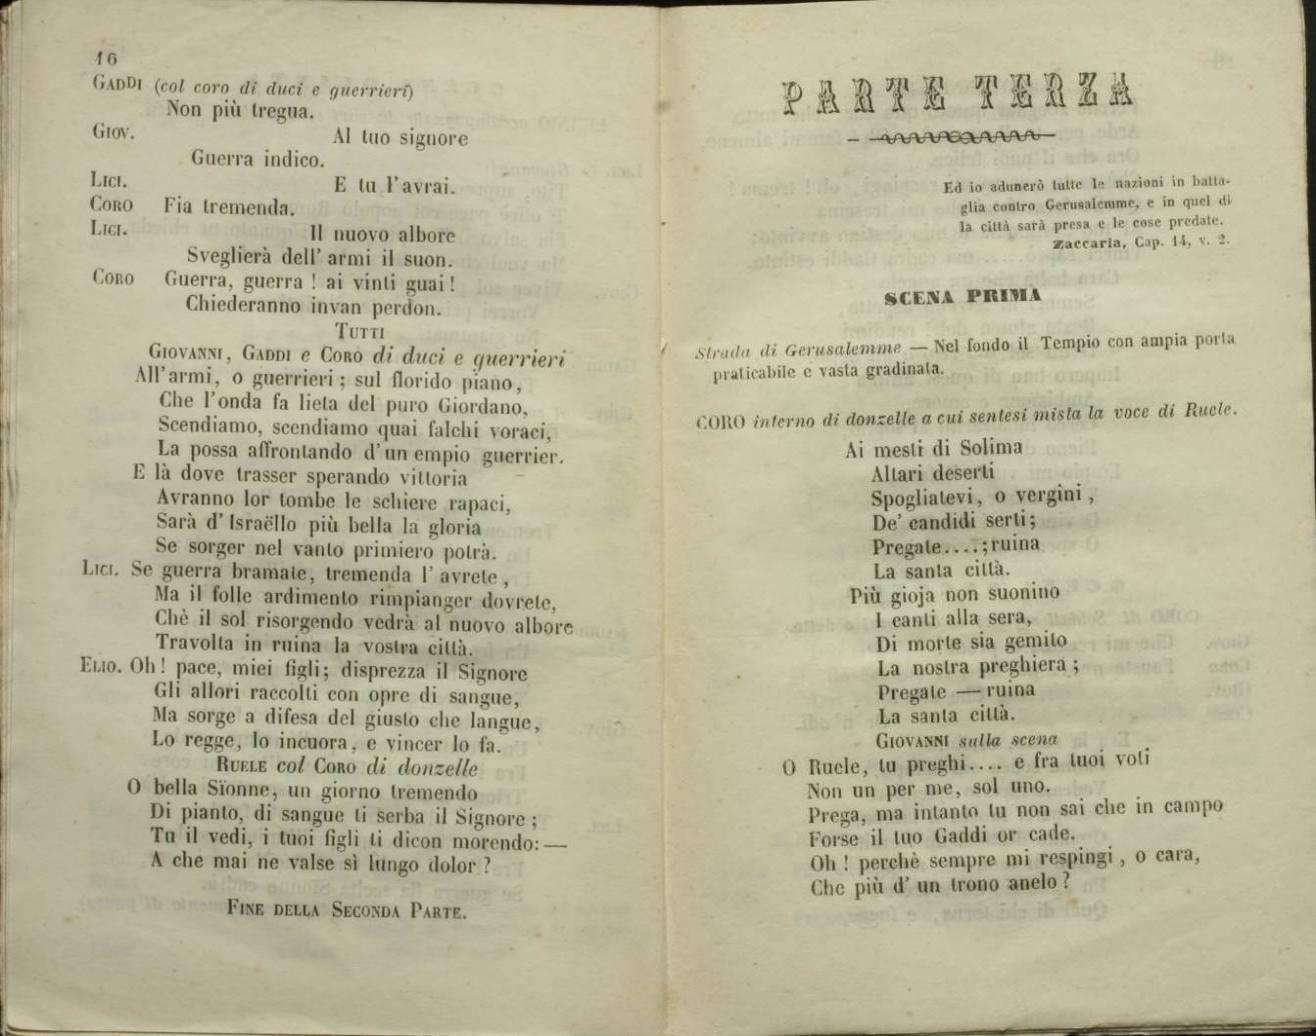 16
GADDI (col coro di duci e guerrieri)
Non più tregua.
GIOV. Al tuo signore
Guerra indico.
LICI. E tu l'avrai.
CORO Fia tremenda.
LICI. Il nuovo albore
Sveglierà dell' armi il suon.
CORO Guerra, guerra ! ai vinti guai !
Chiederanno invan perdon.
TUTTI
GIOVANNI, GADDI e CORO di duci e guerrieri
All'armi, o guerrieri ; sul florido piano,
Che l'onda fa lieta del puro Giordano,
Scendiamo, scendiamo quai falchi voraci,
La possa affrontando d'un empio guerrier.
E là dove trasser sperando vittoria
Avranno lor tombe le schiere rapaci,
Sarà d' Israëllo più bella la gloria
Se sorger nel vanto primiero potrà.
LICI. Se guerra bramate, tremenda l' avrete ,
Ma il folle ardimento rimpianger dovrete,
Chè il sol risorgendo vedrà al nuovo albore
Travolta in ruina la vostra città.
ELIO. Oh ! pace, miei figli; disprezza il Signore
Gli allori raccolti con opre di sangue,
Ma sorge a difesa del giusto che langue,
Lo regge, lo incuora, e vincer lo fa.
RUELE col CORO di donzelle
O bella Sïonne, un giorno tremendo
Di pianto, di sangue ti serba il Signore ;
Tu il vedi, i tuoi figli ti dicon morendo: —
A che mai ne valse sì lungo dolor ?
FINE DELLA SECONDA PARTE.
PARTE TERZA
Ed io adunerò tutte le nazioni in batta-
glia contro Gerusalemme, e in quel di
la città sarà presa e le case predate.
Zaccaria, Cap. 14, v. 2.
SCENA PRIMA
Strada di Gerusalemme — Nel fondo il Tempio con ampia porta
praticabile e vasta gradinata.
CORO interno di donzelle a cui sentesi mista la voce di Ruele.
Ai mesti di Solima
Altari deserti
Spogliatevi, o vergini ,
De' candidi serti ;
Pregate....; ruina
La santa città.
Più gioja non suonino
I canti alla sera,
Di morte sia gemito
La nostra preghiera ;
Pregate — ruina
La santa città.
GIOVANNI sulla scena
O Ruele, tu preghi.... e fra tuoi voti
Non un per me, sol uno.
Prega, ma intanto tu non sai che in campo
Forse il tuo Gaddi or cade.
Oh ! perchè sempre mi respingi , o cara,
Che più d' un trono anelo ?